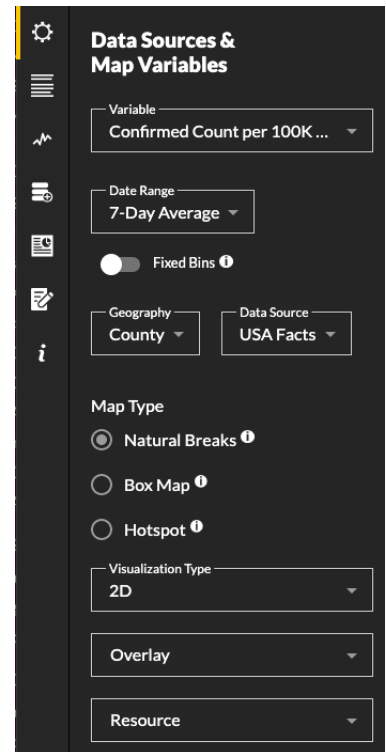 Data Sources &
Map Variables
Variable
Confirmed Count per 100K ...
Date Range
7-Day Average
Fixed Bins
Geography
County
Data Source
USA Facts
Map Type
Natural Breaks
Box Map
Hotspot
Visualization Type
2D
Overlay
Resource